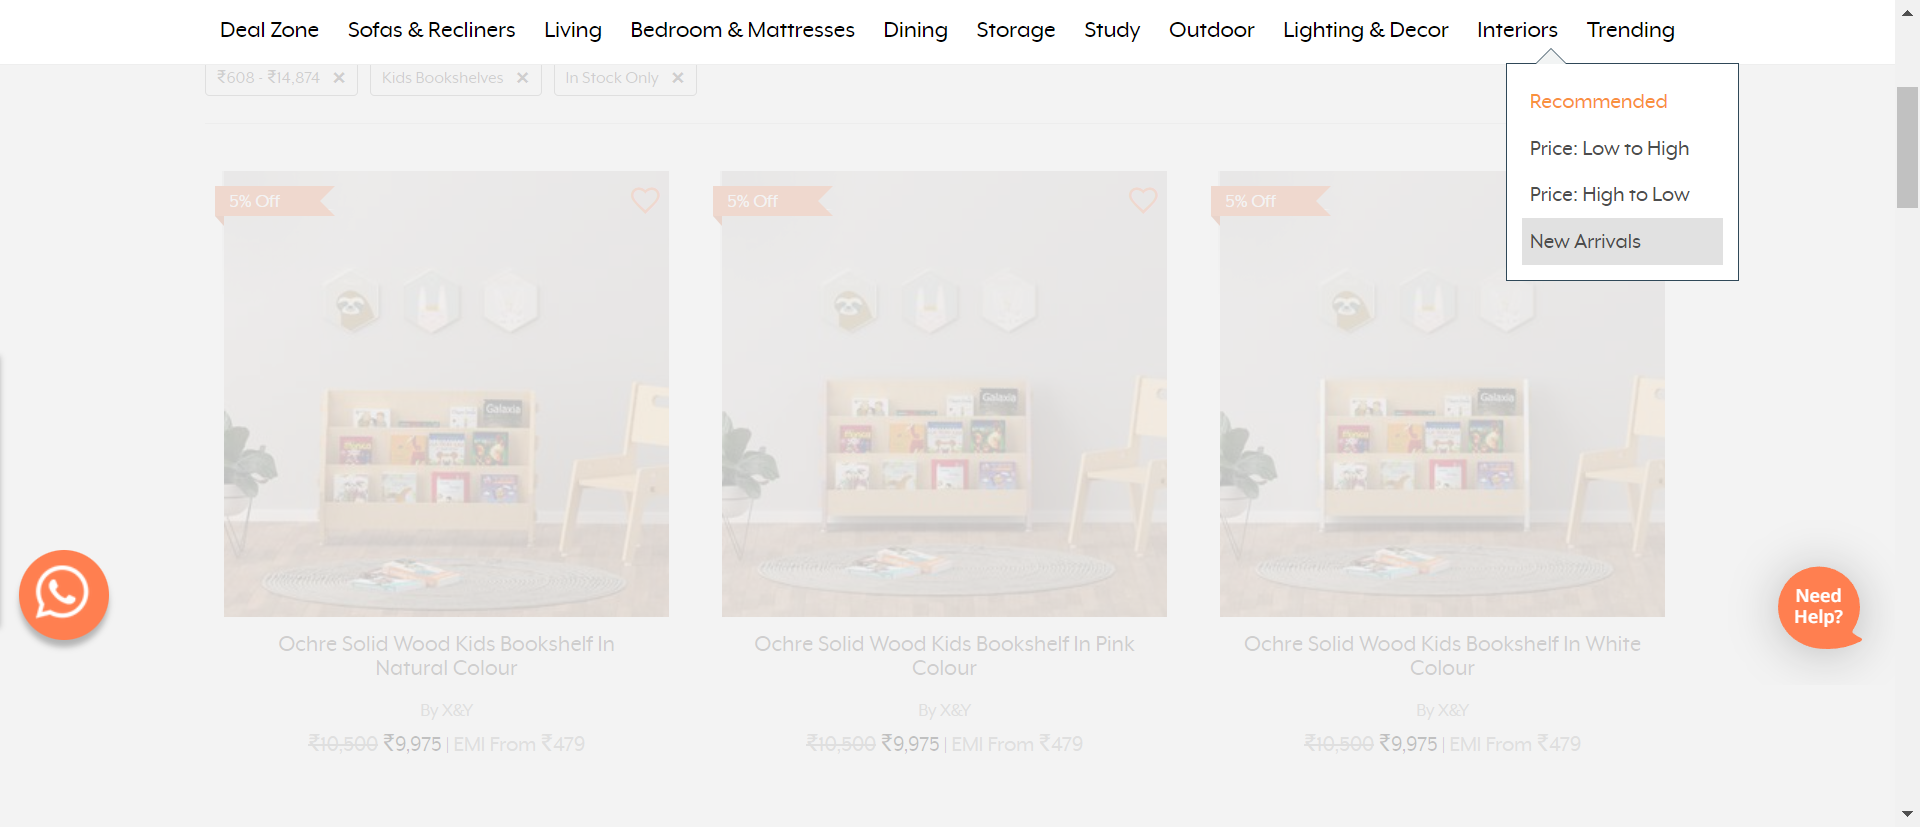 Deal Zone Sofas & Recliners Living Bedroom & Mattresses Dining Storage Study Outdoor Lighting & Decor Interiors Trending
₹608 - ₹14,874 ✕ Kids Bookshelves ✕ In Stock Only ✕
Recommended
Price: Low to High
Price: High to Low
New Arrivals
5% Off 5% Off 5% Off
Galaxia Galaxia Galaxia
Need
Help?
Ochre Solid Wood Kids Bookshelf In
Natural Colour
By X&Y
₹10,500 ₹9,975 | EMI From ₹479
Ochre Solid Wood Kids Bookshelf In Pink
Colour
By X&Y
₹10,500 ₹9,975 | EMI From ₹479
Ochre Solid Wood Kids Bookshelf In White
Colour
By X&Y
₹10,500 ₹9,975 | EMI From ₹479